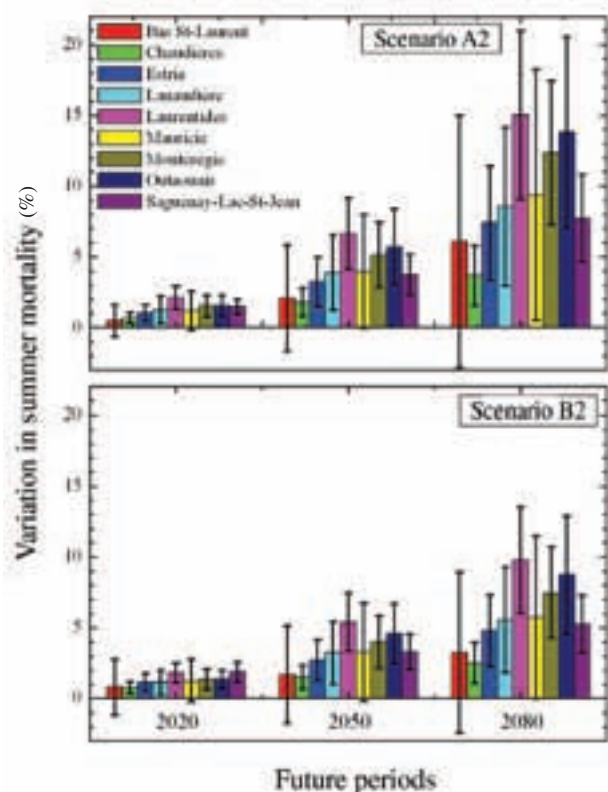 Variation in summer mortality (%)
20
15
10
5
0
Bas St-Laurent
Chaudieres
Estrie
Lanaudière
Laurentides
Mauricie
Monteregie
Outaouais
Saguenay-Lac-St-Jean
Scenario A2
20
15
10
5
0
Scenario B2
2020
2050
2080
Future periods